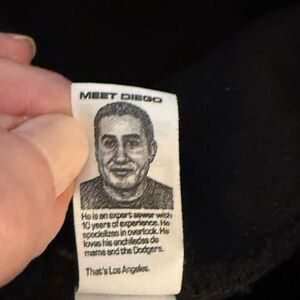 MEET DIEGO
He is an expert sewer with
10 years of experience. He
specializes in overlock. He
loves his enchiladas de
mama and the Dodgers.
That's Los Angeles.